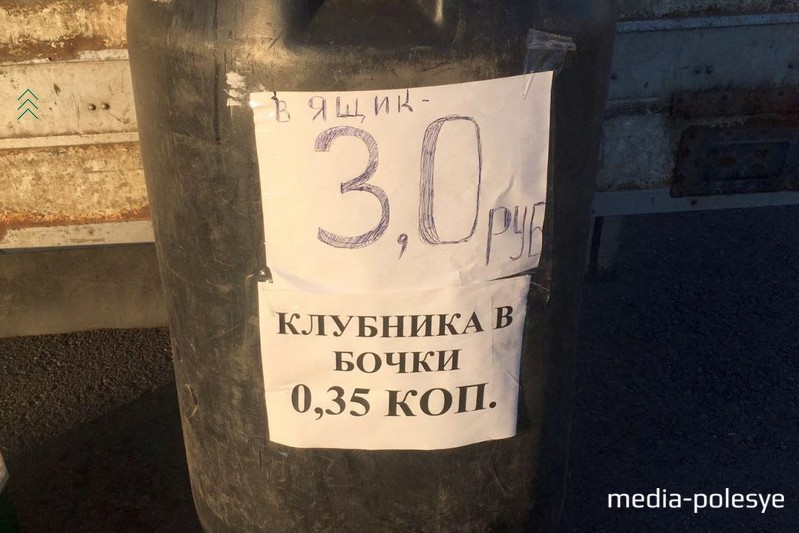 В ЯЩИК-
3,0 РУБ
КЛУБНИКА В
БОЧКИ
0,35 КОП.
media-polesye